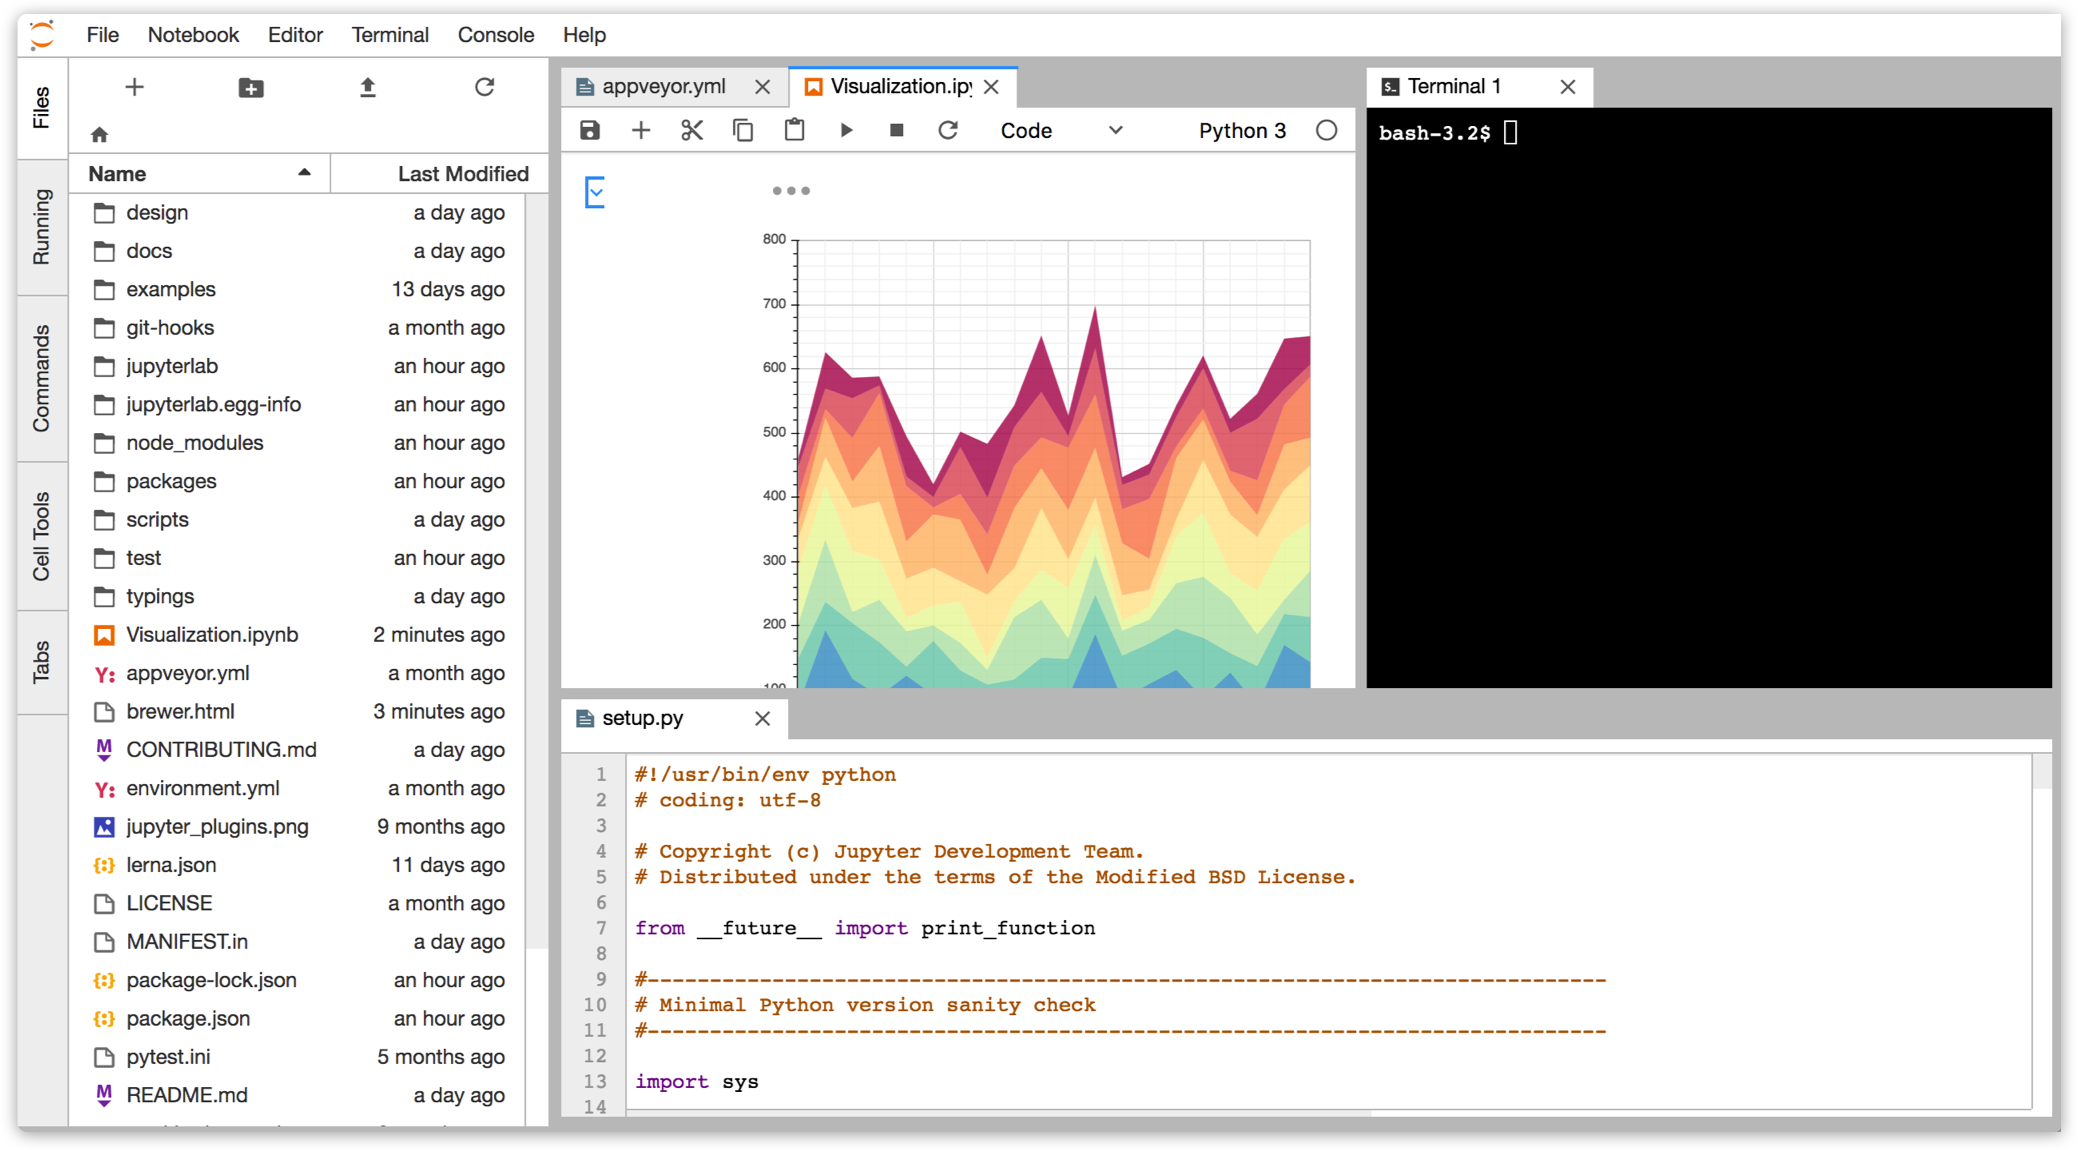 File Notebook Editor Terminal Console Help
Files
Running
Commands
Cell Tools
Tabs
Name Last Modified
design a day ago
docs a day ago
examples 13 days ago
git-hooks a month ago
jupyterlab an hour ago
jupyterlab.egg-info an hour ago
node_modules an hour ago
packages an hour ago
scripts a day ago
test an hour ago
typings a day ago
Visualization.ipynb 2 minutes ago
Y: appveyor.yml a month ago
brewer.html 3 minutes ago
M CONTRIBUTING.md a day ago
Y: environment.yml a month ago
jupyter_plugins.png 9 months ago
{:} lerna.json 11 days ago
LICENSE a month ago
MANIFEST.in a day ago
{:} package-lock.json an hour ago
{:} package.json an hour ago
pytest.ini 5 months ago
M README.md a day ago
appveyor.yml Visualization.ipy
Code Python 3
800
700
600
500
400
300
200
100
$_ Terminal 1
bash-3.2$
setup.py
1 #!/usr/bin/env python
2 # coding: utf-8
3
4 # Copyright (c) Jupyter Development Team.
5 # Distributed under the terms of the Modified BSD License.
6
7 from __future__ import print_function
8
9 #-----------------------------------------------------------------------------
10 # Minimal Python version sanity check
11 #-----------------------------------------------------------------------------
12
13 import sys
14